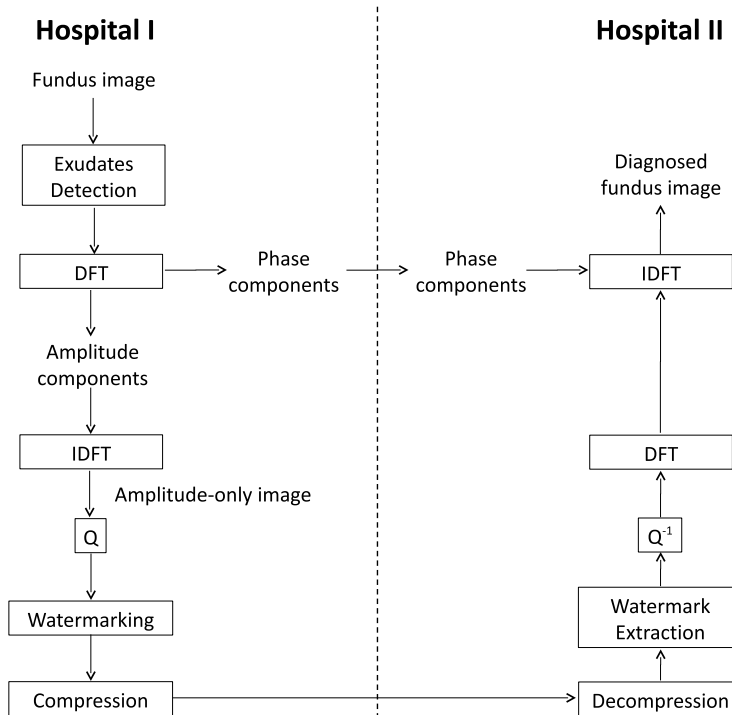 Hospital I
Fundus image
Exudates
Detection
DFT
Phase
components
Amplitude
components
IDFT
Amplitude-only image
Q
Watermarking
Compression
Hospital II
Diagnosed
fundus image
Phase
components
IDFT
DFT
Q-1
Watermark
Extraction
Decompression